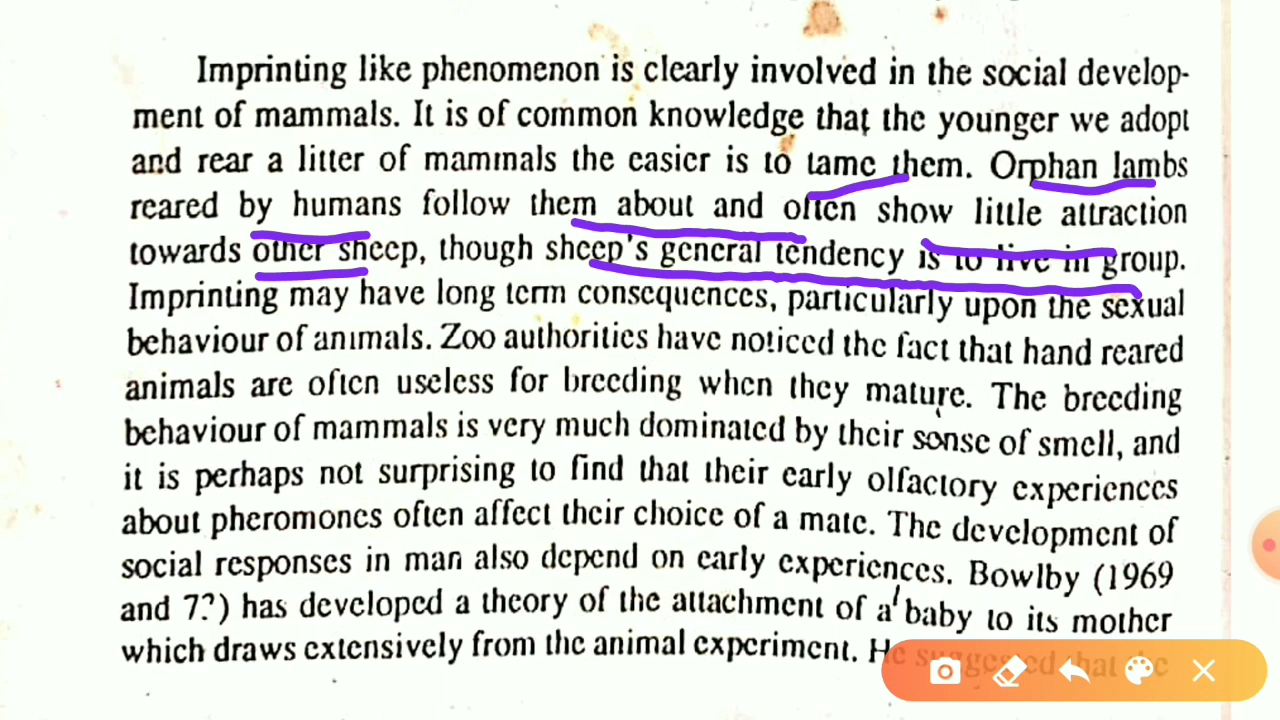 Imprinting like phenomenon is clearly involved in the social develop-
ment of mammals. It is of common knowledge that the younger we adopt
and rear a litter of mammals the easier is to tame them. Orphan lambs
reared by humans follow them about and often show little attraction
towards other sheep, though sheep's general tendency is to live in group.
Imprinting may have long term consequences, particularly upon the sexual
behaviour of animals. Zoo authorities have noticed the fact that hand reared
animals are often useless for breeding when they mature. The breeding
behaviour of mammals is very much dominated by their sense of smell, and
it is perhaps not surprising to find that their early olfactory experiences
about pheromones often affect their choice of a mate. The development of
social responses in man also depend on early experiences. Bowlby (1969
and 7?) has developed a theory of the attachment of a baby to its mother
which draws extensively from the animal experiment. He suggested that the